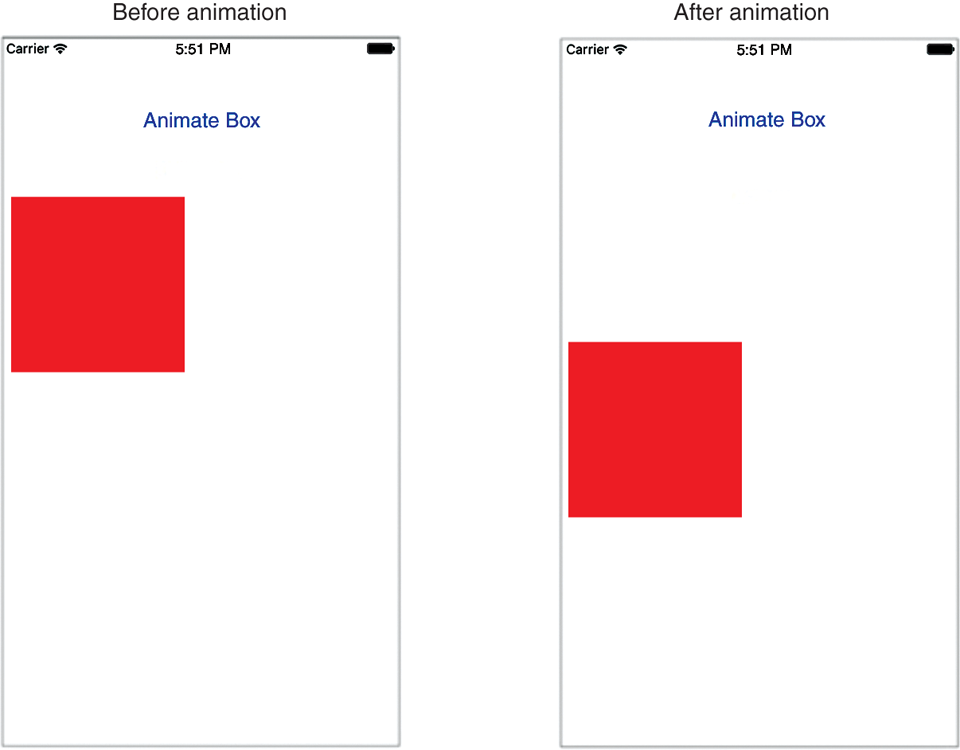 Before animation
Carrier 5:51 PM
Animate Box
After animation
Carrier 5:51 PM
Animate Box